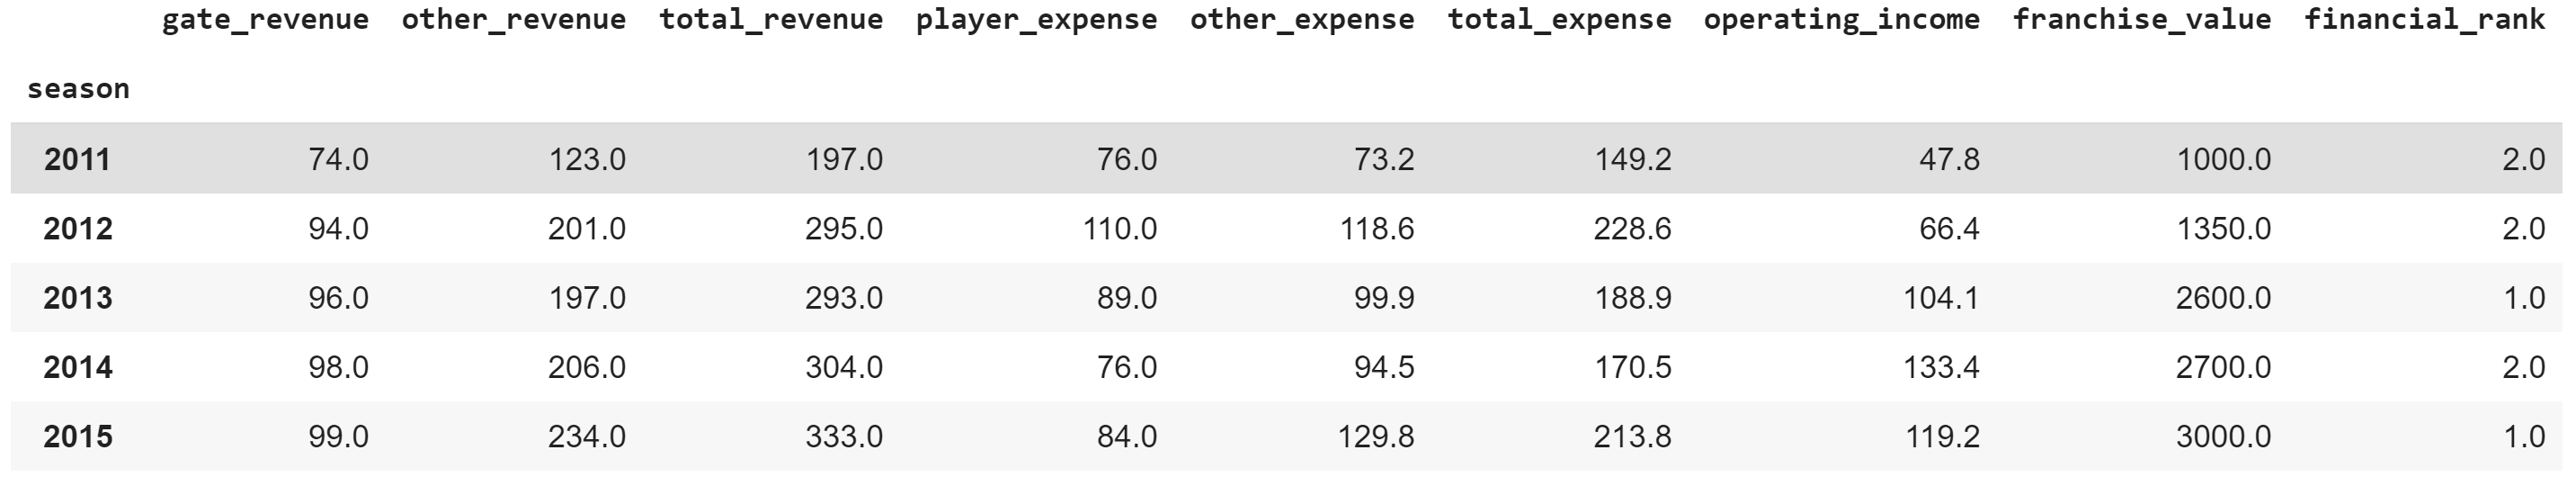 gate_revenue other_revenue total_revenue player_expense other_expense total_expense operating_income franchise_value financial_rank
season
2011 74.0 123.0 197.0 76.0 73.2 149.2 47.8 1000.0 2.0
2012 94.0 201.0 295.0 110.0 118.6 228.6 66.4 1350.0 2.0
2013 96.0 197.0 293.0 89.0 99.9 188.9 104.1 2600.0 1.0
2014 98.0 206.0 304.0 76.0 94.5 170.5 133.4 2700.0 2.0
2015 99.0 234.0 333.0 84.0 129.8 213.8 119.2 3000.0 1.0